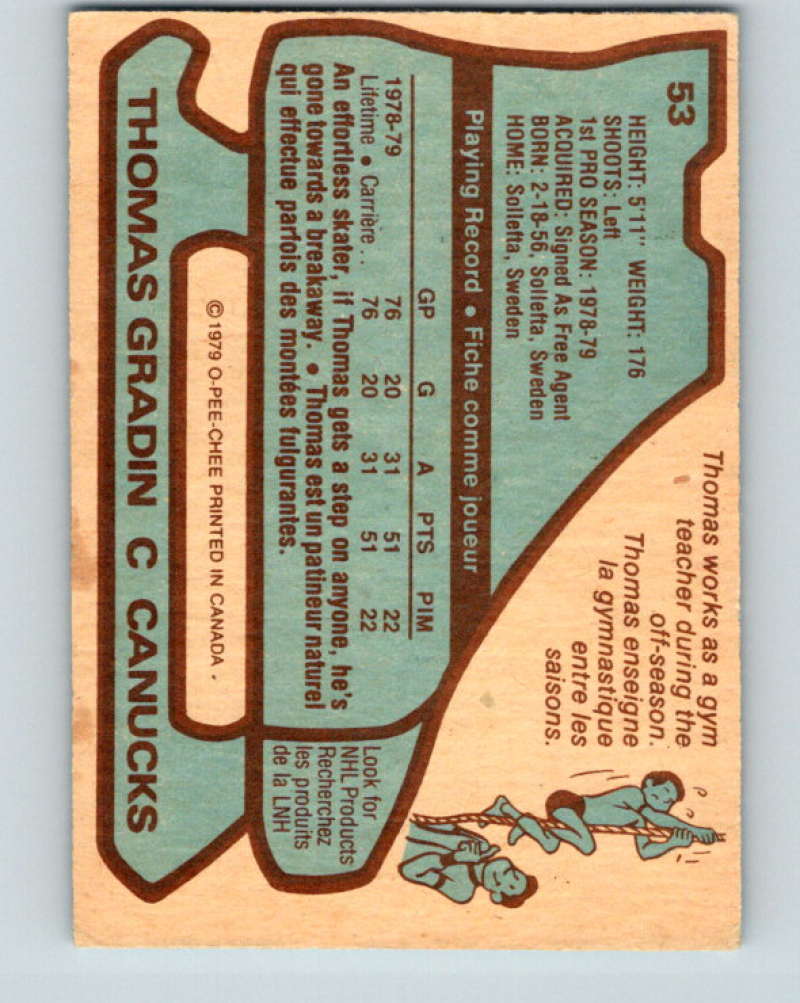 53
HEIGHT: 5'11" WEIGHT: 176
SHOOTS: Left
1st PRO SEASON: 1978-79
ACQUIRED: Signed As Free Agent
BORN: 2-18-56, Solletta, Sweden
HOME: Solletta, Sweden
Thomas works as a gym
teacher during the
off-season.
Thomas enseigne
la gymnastique
entre les
saisons.
Playing Record • Fiche comme joueur
GP G A PTS PIM
1978-79 76 20 31 51 22
Lifetime • Carrière . . 76 20 31 51 22
An effortless skater, if Thomas gets a step on anyone, he's
gone towards a breakaway. • Thomas est un patineur naturel
qui effectue parfois des montées fulgurantes.
Look for
NHL Products
Recherchez
les produits
de la LNH
© 1979 O-PEE-CHEE PRINTED IN CANADA.
THOMAS GRADIN C CANUCKS